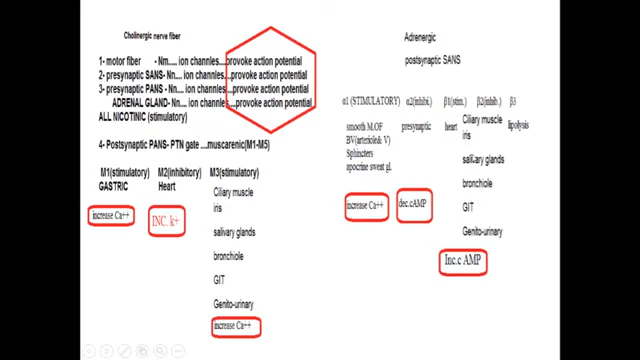 Cholinergic nerve fiber
1- motor fiber - Nm.... ion channles....provoke action potential
2- presynaptic SANS- Nn.... ion channles....provoke action potential
3- presynaptic PANS- Nn.... ion channles....provoke action potential
ADRENAL GLAND- Nn.... ion channles....provoke action potential
ALL NICOTINIC (stimulatory)
4- Postsynaptic PANS- PTN gate ....muscarenic(M1-M5)
M1(stimulatory) M2(inhibitory) M3(stimulatory)
GASTRIC Heart
Ciliary muscle
iris
salivary glands
bronchiole
GIT
Genito-urinary
increase Ca++
INC. k+
increase Ca++
Adrenergic
postsynaptic SANS
α1 (STIMULATORY) α2(inhibi.) β1(stim.) β2(inhib.) β3
smooth M.OF
BV(arteriole& V)
Sphincters
apocrine sweat gl.
presynaptic
heart
Ciliary muscle
iris
salivary glands
bronchiole
GIT
Genito-urinary
lipolysis
increase Ca++
dec.cAMP
Inc.c AMP